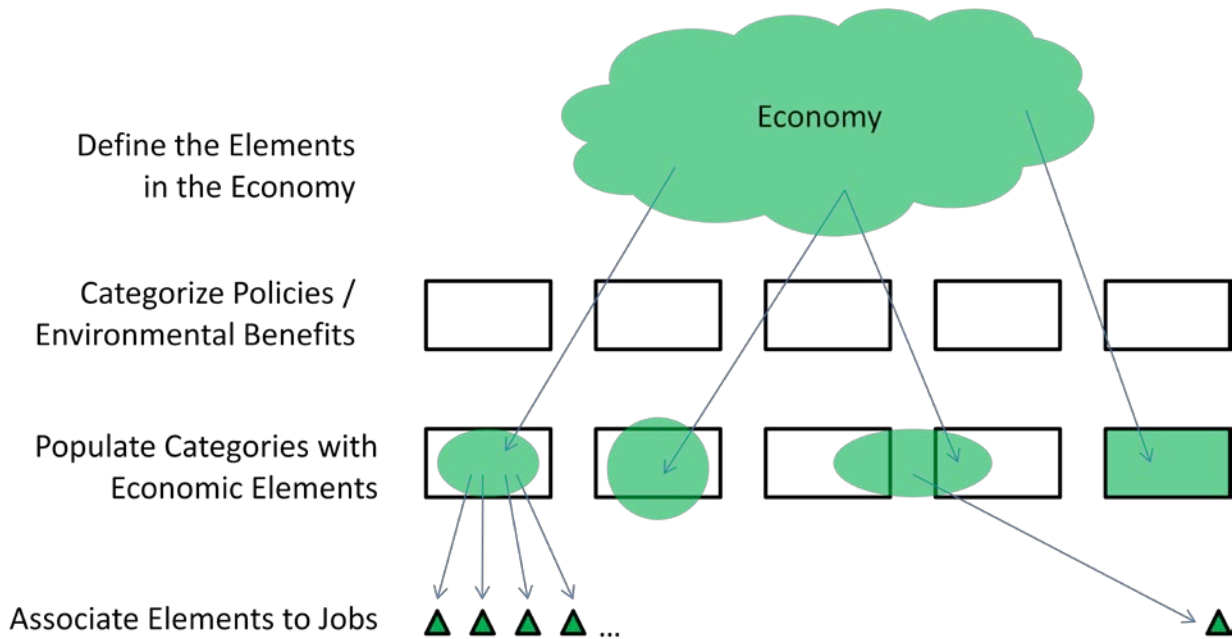 Economy
Define the Elements
in the Economy
Categorize Policies /
Environmental Benefits
Populate Categories with
Economic Elements
Associate Elements to Jobs
...